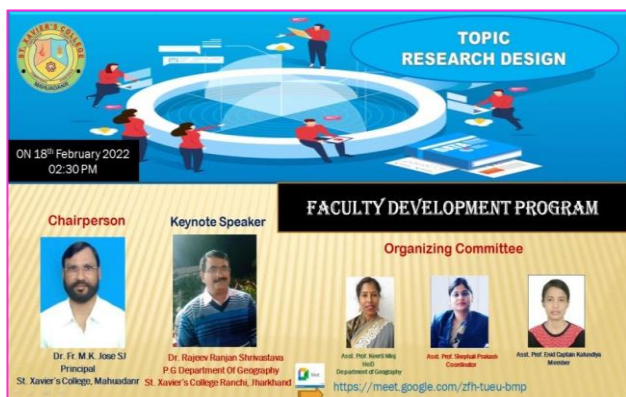 ST. XAVIER'S COLLEGE
MAHUADANR
TOPIC
RESEARCH DESIGN
ON 18th February 2022
02:30 PM
FACULTY DEVELOPMENT PROGRAM
Chairperson
Keynote Speaker
Organizing Committee
Dr. Fr. M.K. Jose SJ
Principal
St. Xavier's College, Mahuadanr
Dr. Rajeev Ranjan Shrivastava
P.G Department Of Geography
St. Xavier's College Ranchi, Jharkhand
Asst. Prof. Neerti Minj
HoD
Department of Geography
Asst. Prof. Shephali Prakash
Coordinator
Asst. Prof. Enid Captain Kalundiya
Member
Meet
https://meet.google.com/zfh-tueu-bmp